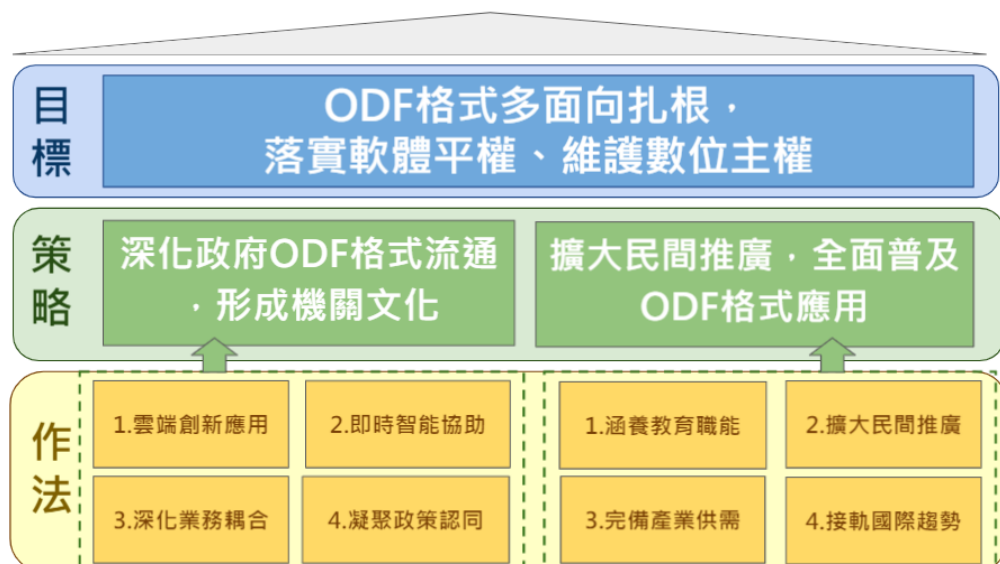 目標
ODF格式多面向扎根，
落實軟體平權、維護數位主權
策略
深化政府ODF格式流通
，形成機關文化
擴大民間推廣，全面普及
ODF格式應用
作法
1.雲端創新應用
2.即時智能協助
3.深化業務耦合
4.凝聚政策認同
1.涵養教育職能
2.擴大民間推廣
3.完備產業供需
4.接軌國際趨勢